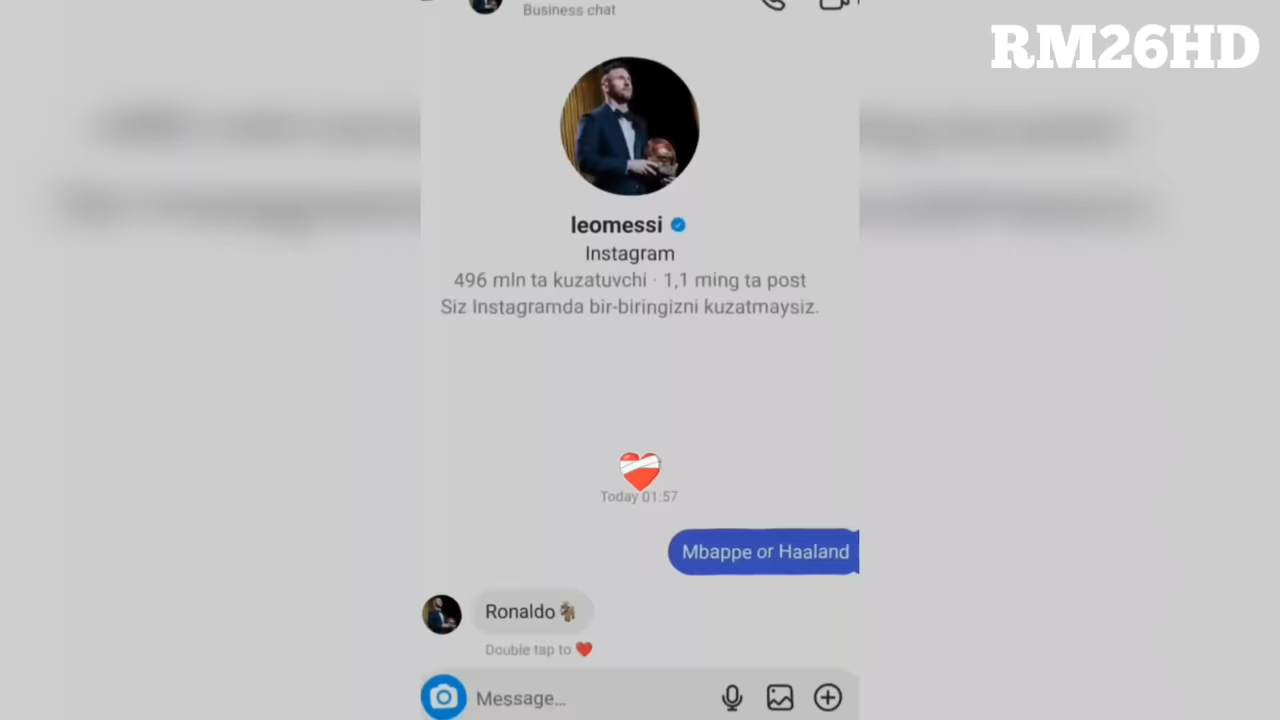 Business chat
RM26HD
leomessi
Instagram
496 mln ta kuzatuvchi · 1,1 ming ta post
Siz Instagramda bir-biringizni kuzatmaysiz.
Today 01:57
Mbappe or Haaland
Ronaldo🐐
Double tap to ❤️
Message...